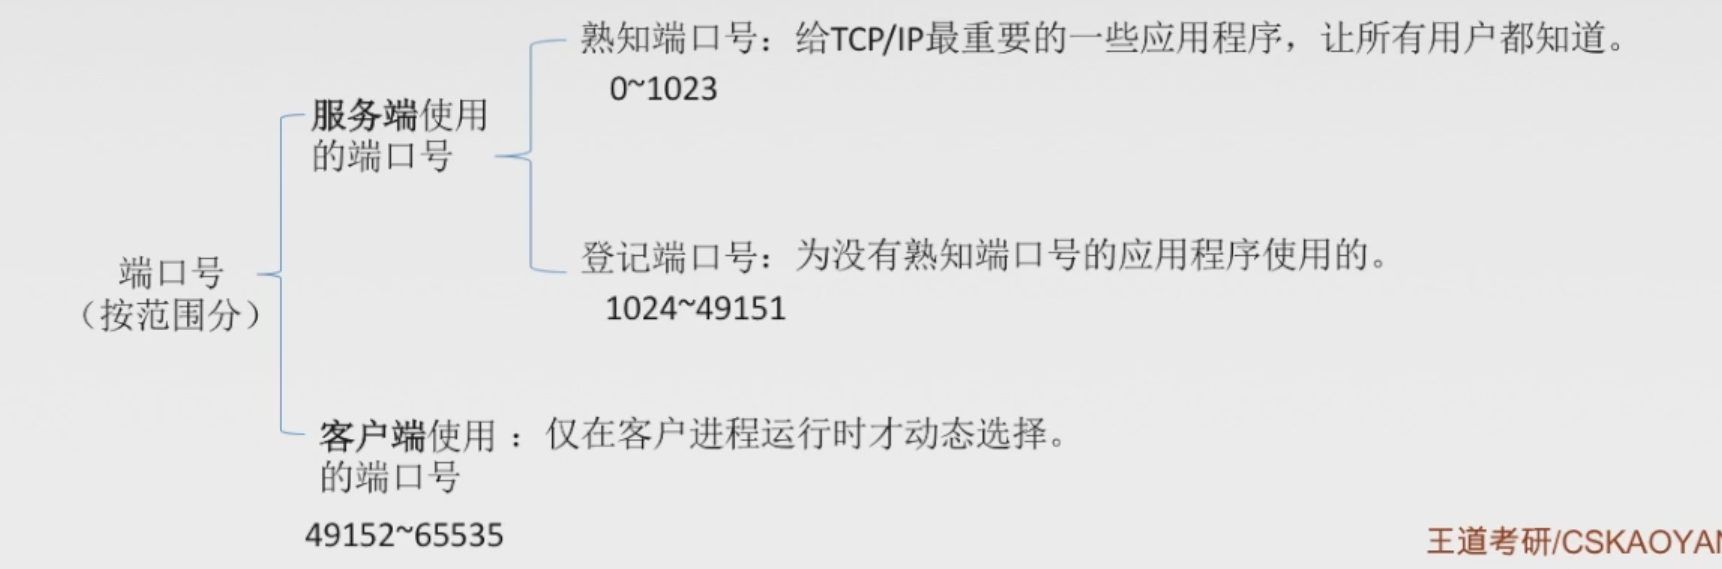 熟知端口号：给TCP/IP最重要的一些应用程序，让所有用户都知道。
0~1023
服务端使用
的端口号
登记端口号：为没有熟知端口号的应用程序使用的。
1024~49151
端口号
（按范围分）
客户端使用：仅在客户进程运行时才动态选择。
的端口号
49152~65535
王道考研/CSKAOYAN